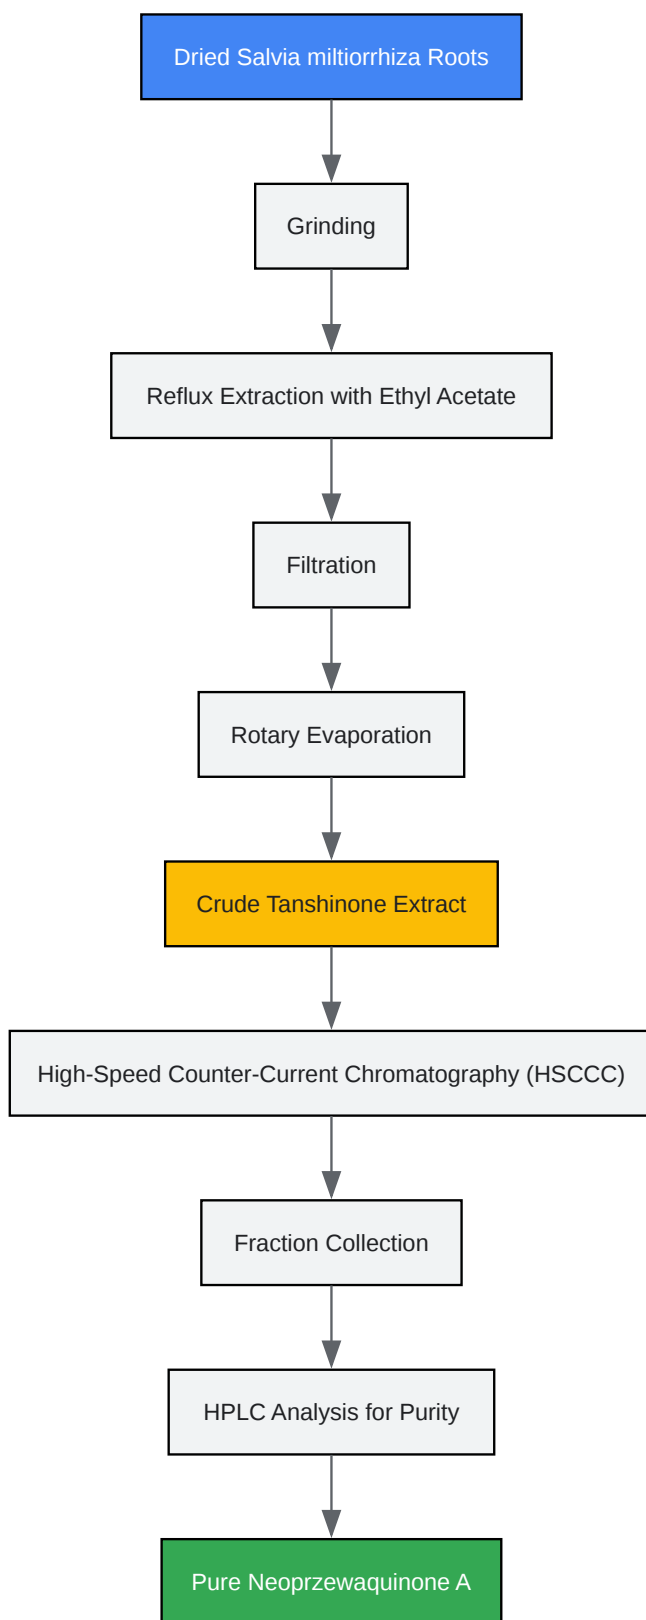 Dried Salvia miltiorrhiza Roots
Grinding
Reflux Extraction with Ethyl Acetate
Filtration
Rotary Evaporation
Crude Tanshinone Extract
High-Speed Counter-Current Chromatography (HSCCC)
Fraction Collection
HPLC Analysis for Purity
Pure Neoprzewaquinone A